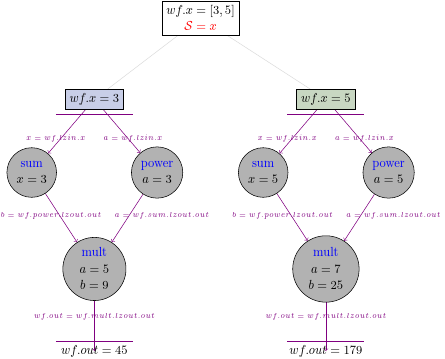 wf.x = [3, 5]
S = x
wf.x = 3
wf.x = 5
x = wf.lzin.x
a = wf.lzin.x
x = wf.lzin.x
a = wf.lzin.x
sum
x = 3
power
a = 3
sum
x = 5
power
a = 5
b = wf.power.lzout.out
a = wf.sum.lzout.out
b = wf.power.lzout.out
a = wf.sum.lzout.out
mult
a = 5
b = 9
mult
a = 7
b = 25
wf.out = wf.mult.lzout.out
wf.out = wf.mult.lzout.out
wf.out = 45
wf.out = 179